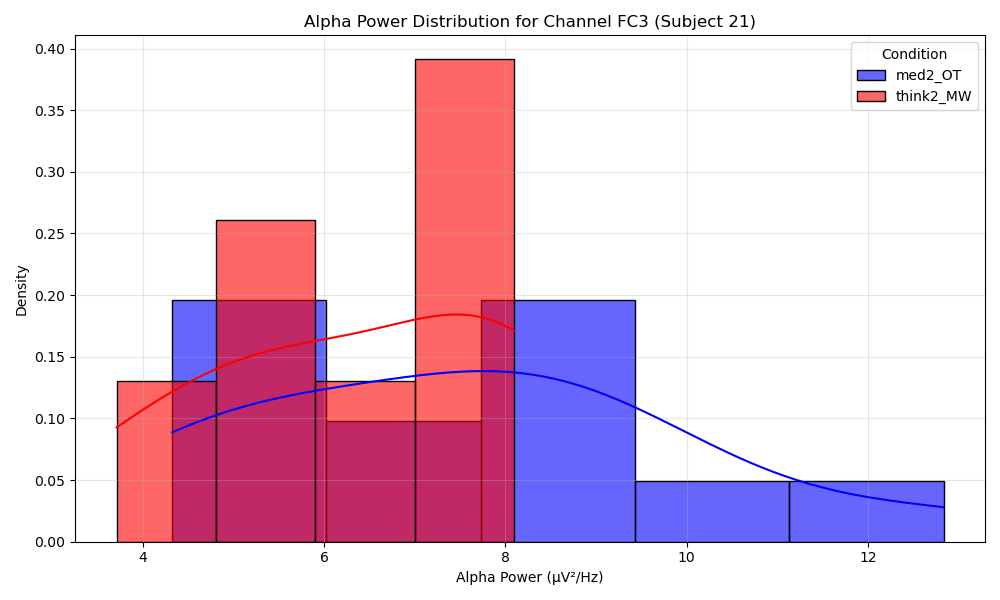 Alpha Power Distribution for Channel FC3 (Subject 21)
Condition
med2_OT
think2_MW
0.40
0.35
0.30
0.25
0.20
0.15
0.10
0.05
0.00
Density
4 6 8 10 12
Alpha Power (μV²/Hz)